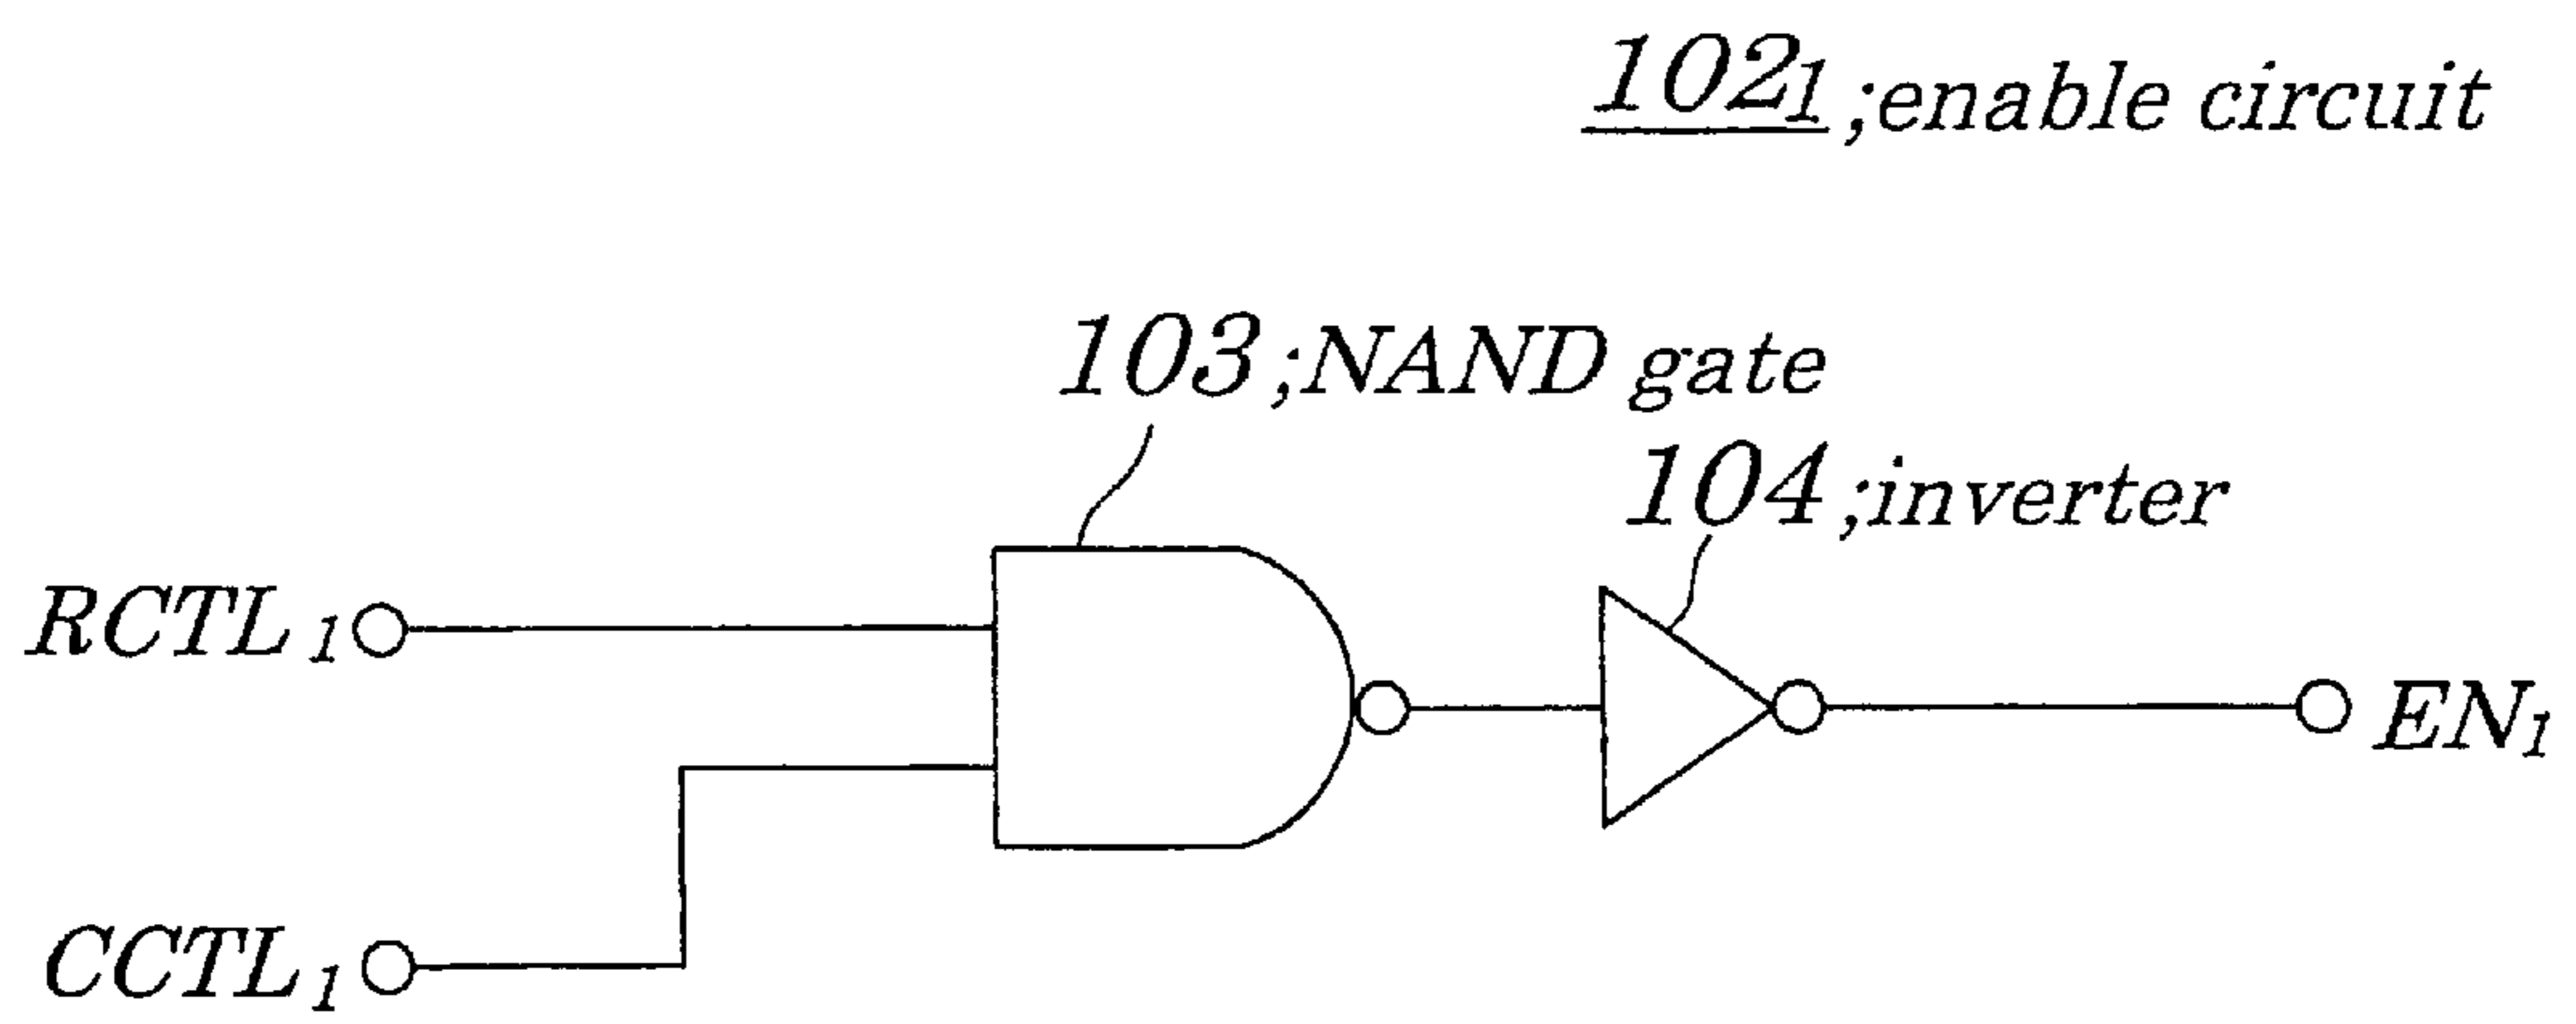 102₁ ;enable circuit
103 ;NAND gate
104 ;inverter
RCTL₁
EN₁
CCTL₁